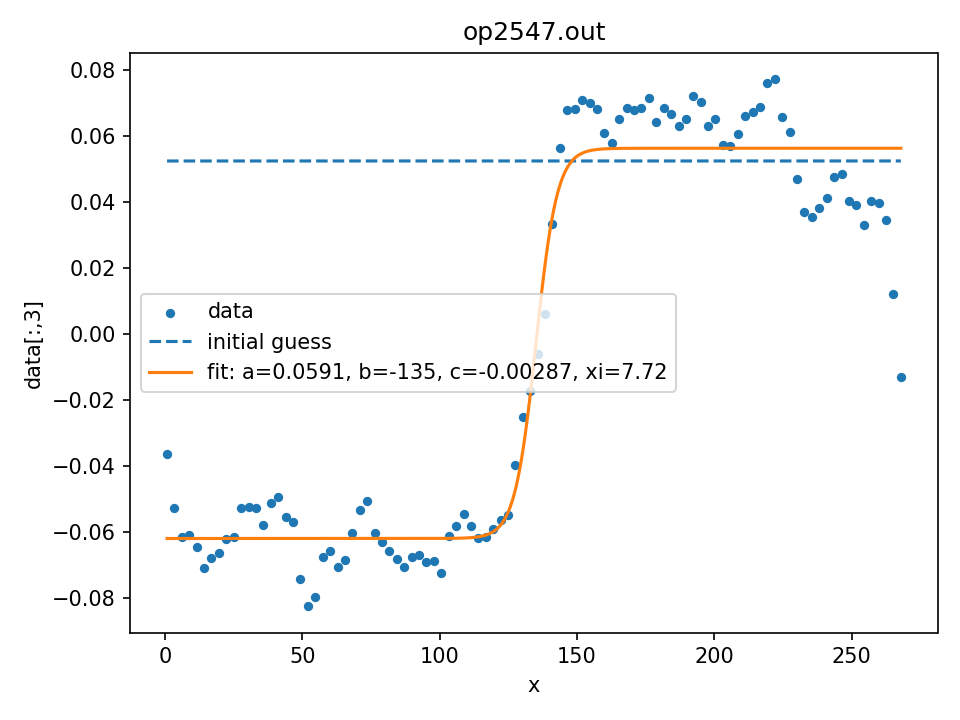 op2547.out
0.08
0.06
0.04
0.02
0.00
−0.02
−0.04
−0.06
−0.08
data[:,3]
data
initial guess
fit: a=0.0591, b=-135, c=-0.00287, xi=7.72
0 50 100 150 200 250
x